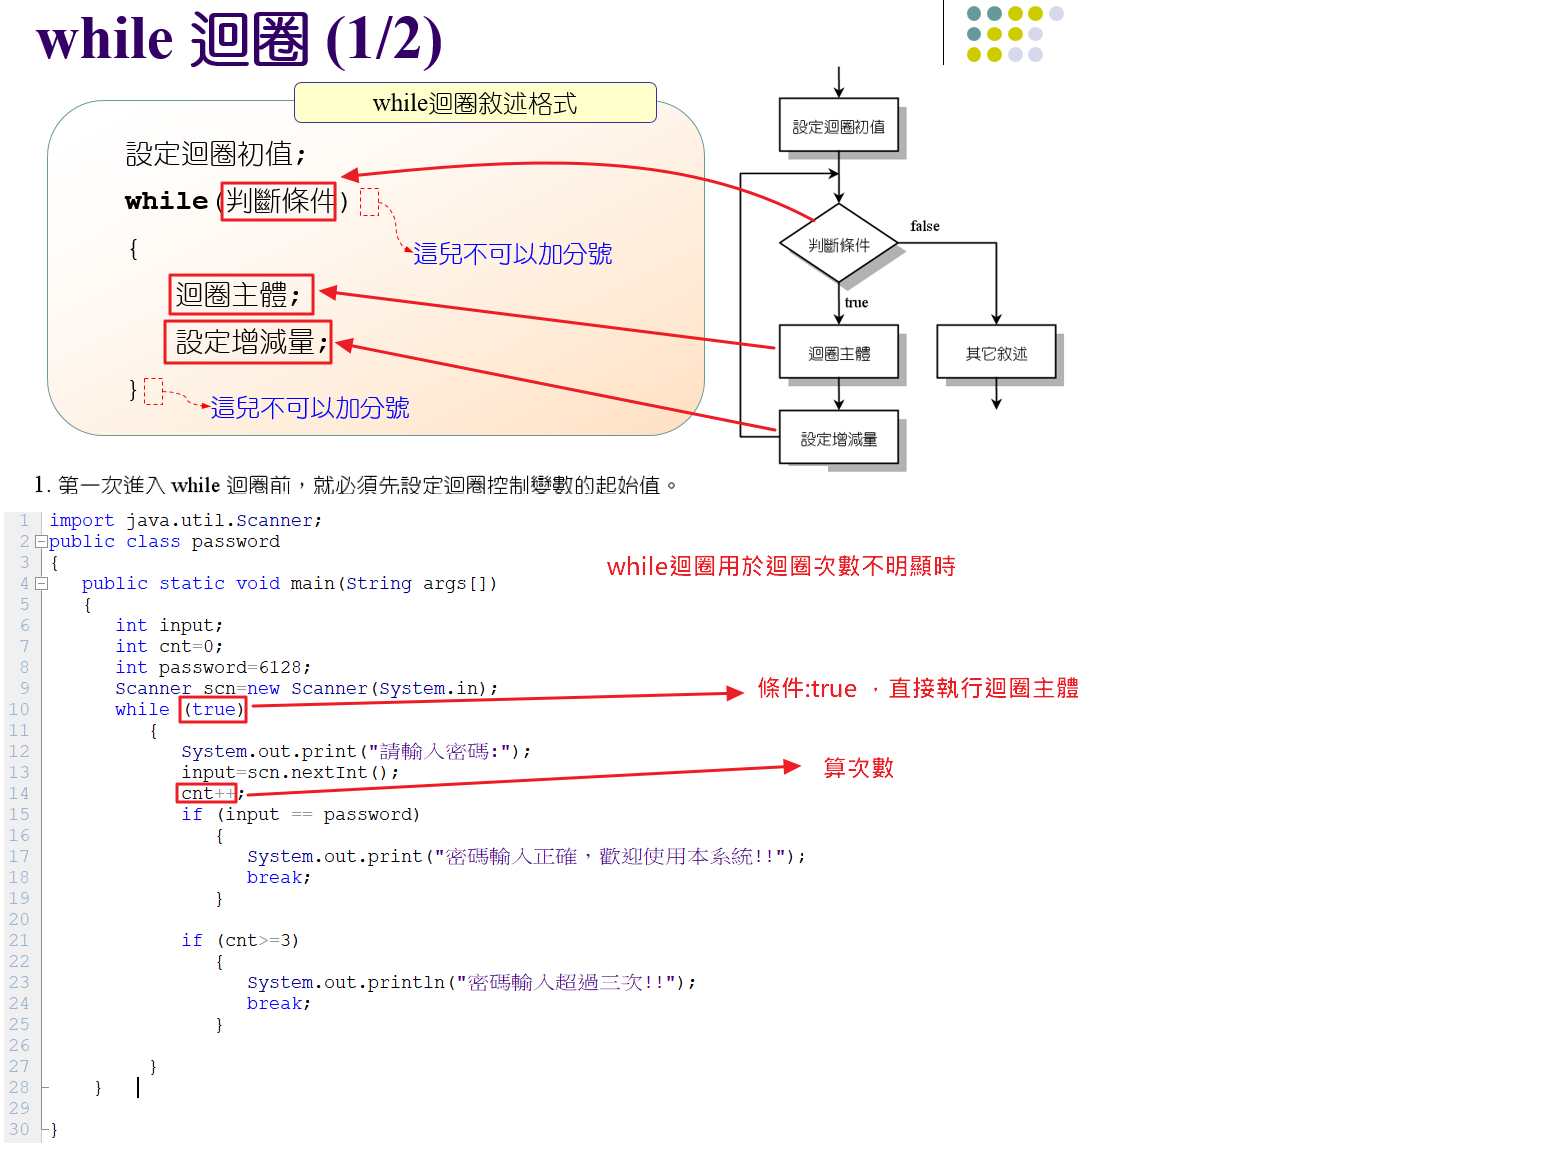 while 迴圈 (1/2)
while迴圈敘述格式
設定迴圈初值;
while(判斷條件)
{
這兒不可以加分號
迴圈主體;
設定增減量;
}
這兒不可以加分號
設定迴圈初值
判斷條件
false
true
迴圈主體
其它敘述
設定增減量
1. 第一次進入 while 迴圈前，就必須先設定迴圈控制變數的起始值。
while迴圈用於迴圈次數不明顯時
條件:true ，直接執行迴圈主體
算次數
1 import java.util.Scanner;
2 public class password
3 {
4 public static void main(String args[])
5 {
6 int input;
7 int cnt=0;
8 int password=6128;
9 Scanner scn=new Scanner(System.in);
10 while (true)
11 {
12 System.out.print("請輸入密碼:");
13 input=scn.nextInt();
14 cnt++;
15 if (input == password)
16 {
17 System.out.print("密碼輸入正確，歡迎使用本系統!!");
18 break;
19 }
20
21 if (cnt>=3)
22 {
23 System.out.println("密碼輸入超過三次!!");
24 break;
25 }
26
27 }
28 }
29
30 }